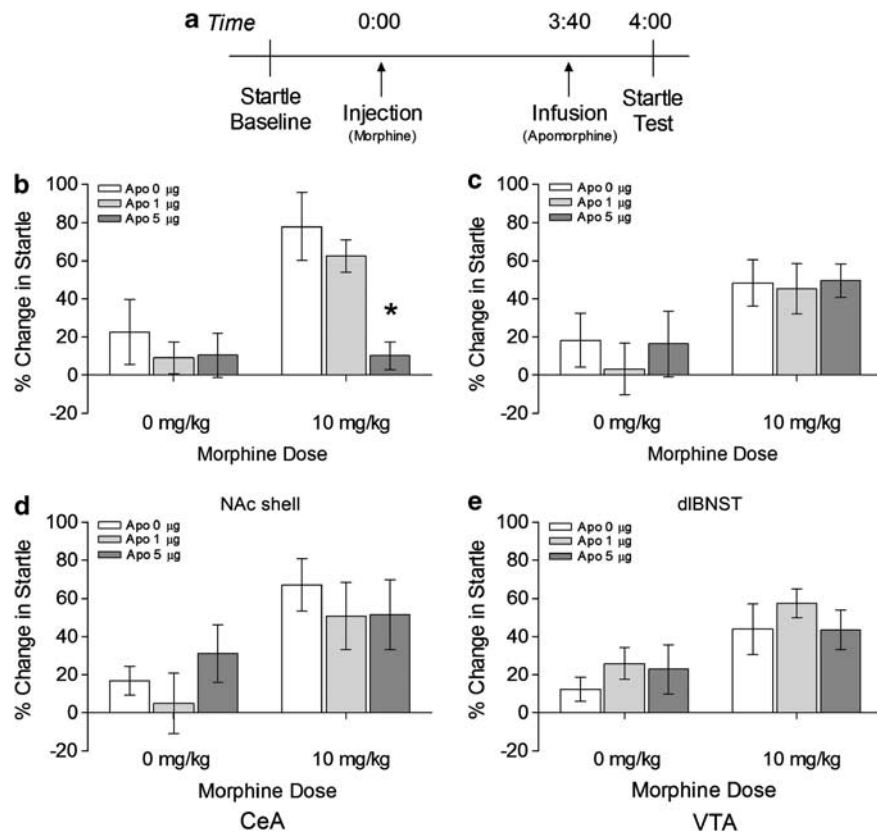 a Time 0:00 3:40 4:00
Startle Baseline
Injection (Morphine)
Infusion (Apomorphine)
Startle Test
b
% Change in Startle
100
80
60
40
20
0
-20
Apo 0 µg
Apo 1 µg
Apo 5 µg
*
0 mg/kg 10 mg/kg
Morphine Dose
NAc shell
c
% Change in Startle
100
80
60
40
20
0
-20
Apo 0 µg
Apo 1 µg
Apo 5 µg
0 mg/kg 10 mg/kg
Morphine Dose
dlBNST
d
% Change in Startle
100
80
60
40
20
0
-20
Apo 0 µg
Apo 1 µg
Apo 5 µg
0 mg/kg 10 mg/kg
Morphine Dose
CeA
e
% Change in Startle
100
80
60
40
20
0
-20
Apo 0 µg
Apo 1 µg
Apo 5 µg
0 mg/kg 10 mg/kg
Morphine Dose
VTA